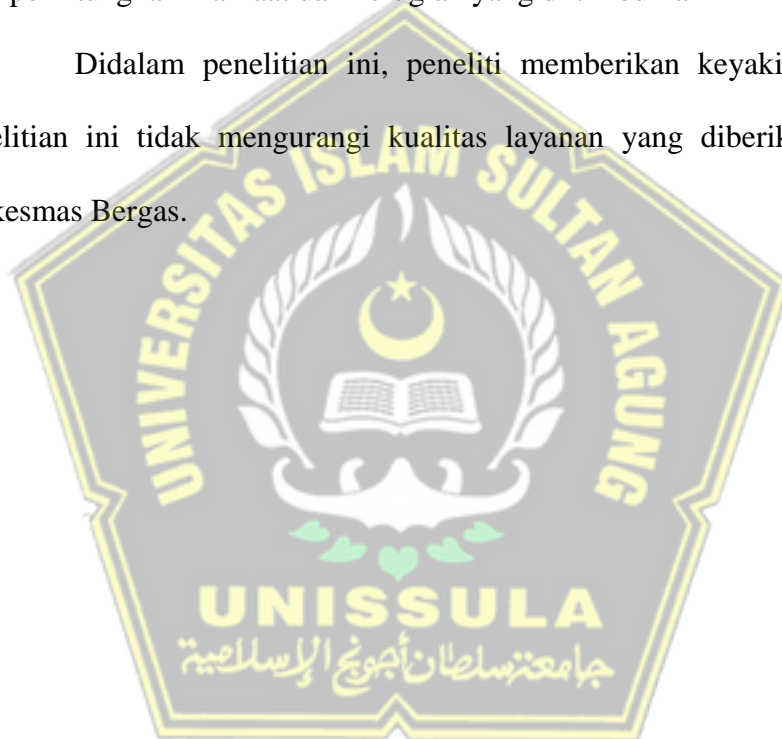 Didalam penelitian ini, peneliti memberikan keyaki
elitian ini tidak mengurangi kualitas layanan yang diberik
kesmas Bergas.
UNIVERSITAS ISLAM SULTAN AGUNG
UNISSULA
جامعة سلطان أجونج الإسلامية